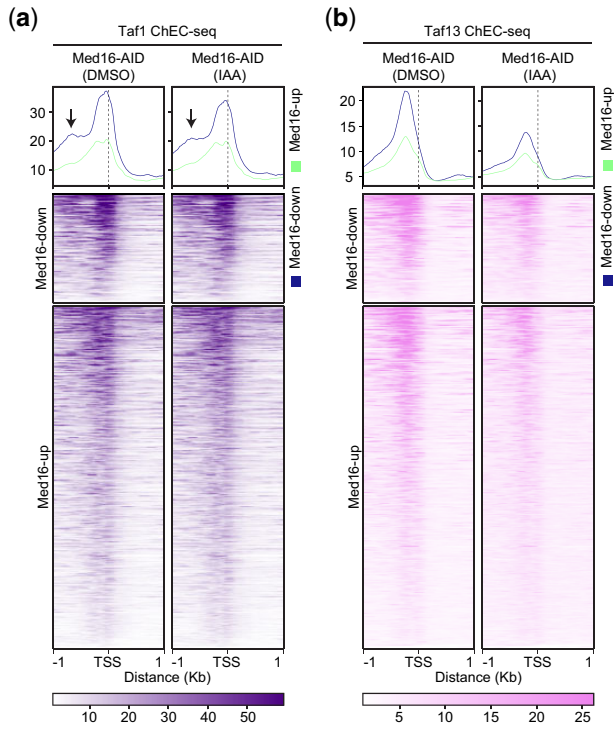 (a)
Taf1 ChEC-seq
Med16-AID
(DMSO)
Med16-AID
(IAA)
30
20
10
Med16-up
Med16-down
Med16-down
Med16-up
-1 TSS 1
-1 TSS 1
Distance (Kb)
10 20 30 40 50
(b)
Taf13 ChEC-seq
Med16-AID
(DMSO)
Med16-AID
(IAA)
20
15
10
5
Med16-up
Med16-down
Med16-down
Med16-up
-1 TSS 1
-1 TSS 1
Distance (Kb)
5 10 15 20 25